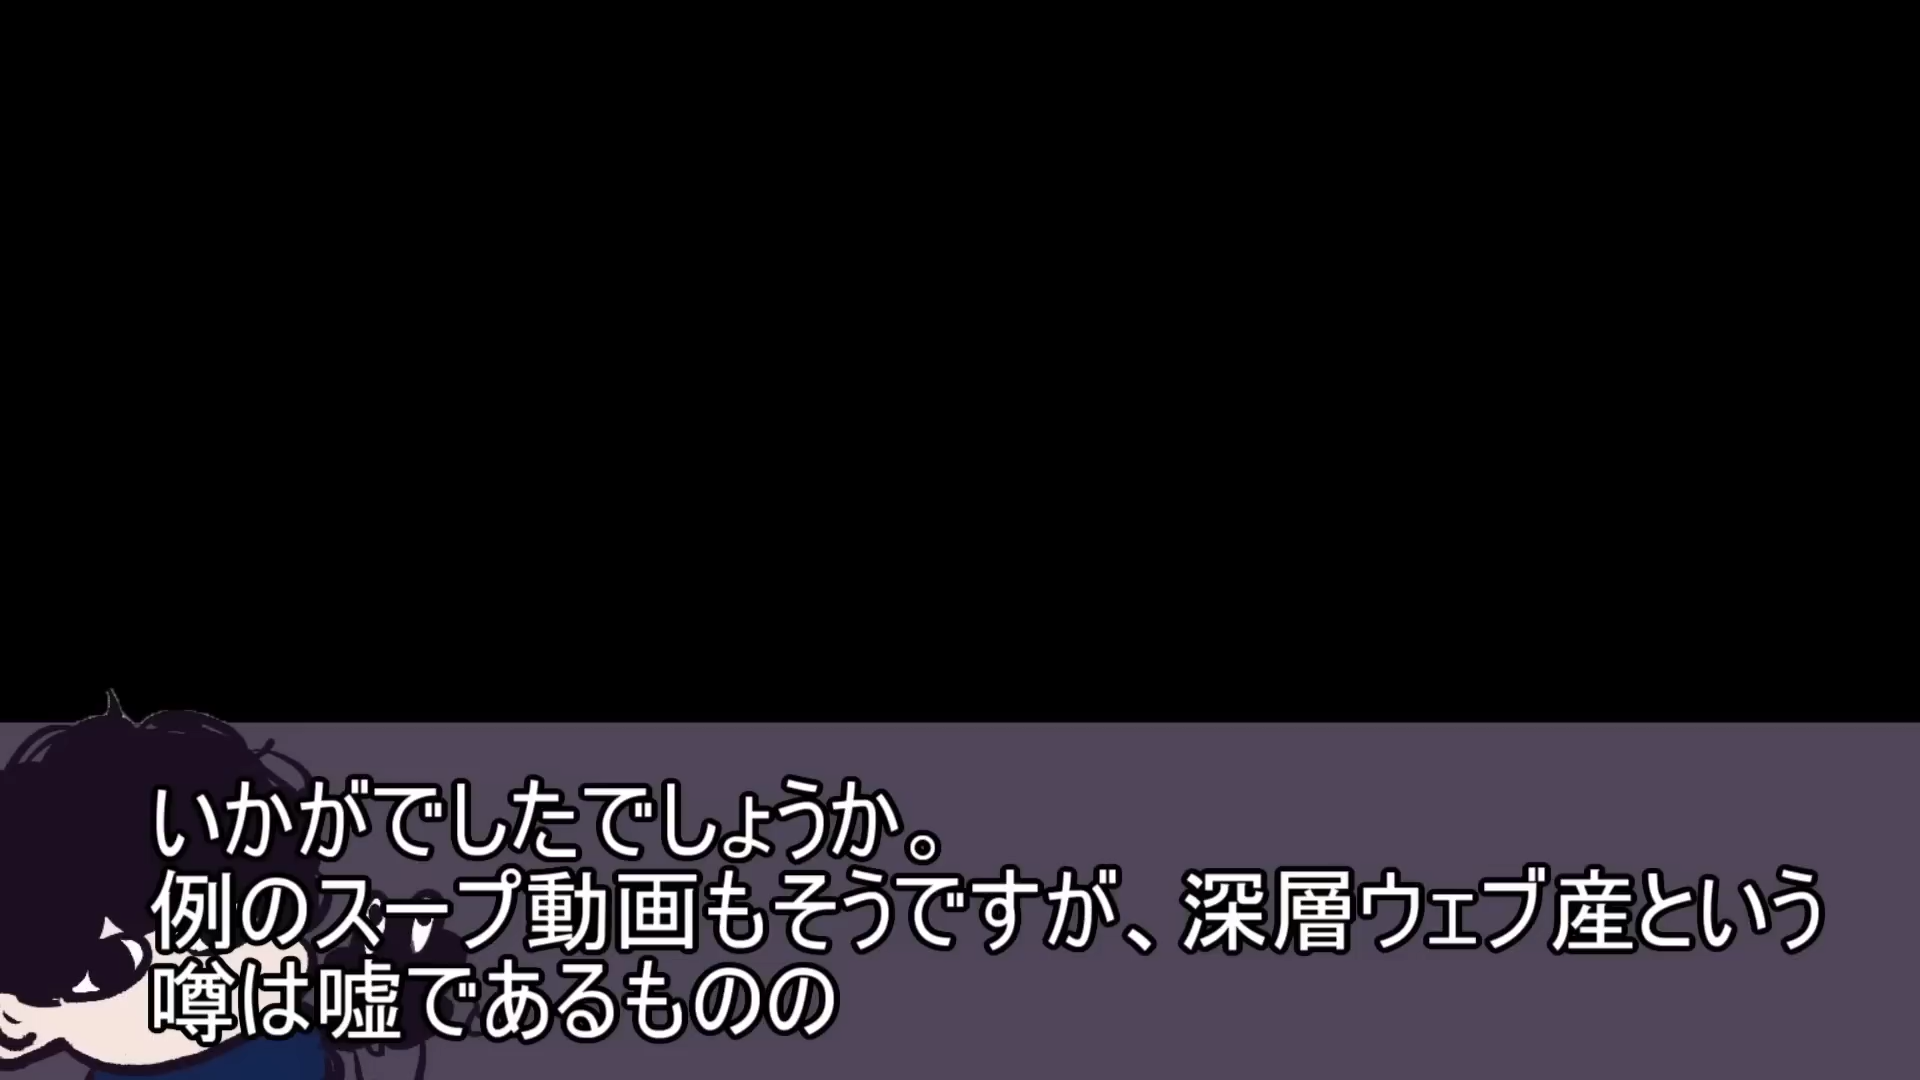 いかがでしたでしょうか。
例のスープ動画もそうですが、深層ウェブ産という
噂は嘘であるものの